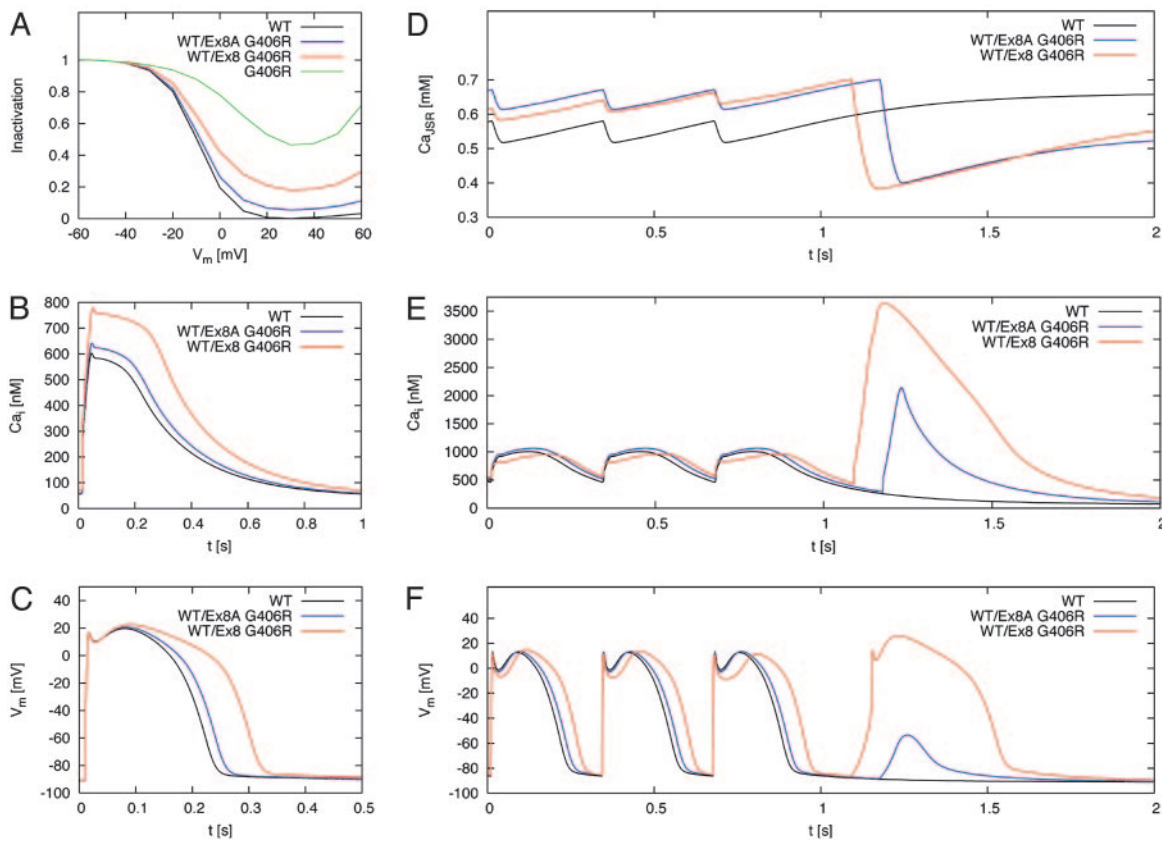 A
WT
WT/Ex8A G406R
WT/Ex8 G406R
G406R
Inactivation
1
0.8
0.6
0.4
0.2
0
-60 -40 -20 0 20 40 60
Vm [mV]
B
WT
WT/Ex8A G406R
WT/Ex8 G406R
Cai [nM]
800
700
600
500
400
300
200
100
0
0 0.2 0.4 0.6 0.8 1
t [s]
C
WT
WT/Ex8A G406R
WT/Ex8 G406R
Vm [mV]
40
20
0
-20
-40
-60
-80
-100
0 0.1 0.2 0.3 0.4 0.5
t [s]
D
WT
WT/Ex8A G406R
WT/Ex8 G406R
CaJSR [mM]
0.7
0.6
0.5
0.4
0.3
0 0.5 1 1.5 2
t [s]
E
WT
WT/Ex8A G406R
WT/Ex8 G406R
Cai [nM]
3500
3000
2500
2000
1500
1000
500
0
0 0.5 1 1.5 2
t [s]
F
WT
WT/Ex8A G406R
WT/Ex8 G406R
Vm [mV]
40
20
0
-20
-40
-60
-80
-100
0 0.5 1 1.5 2
t [s]